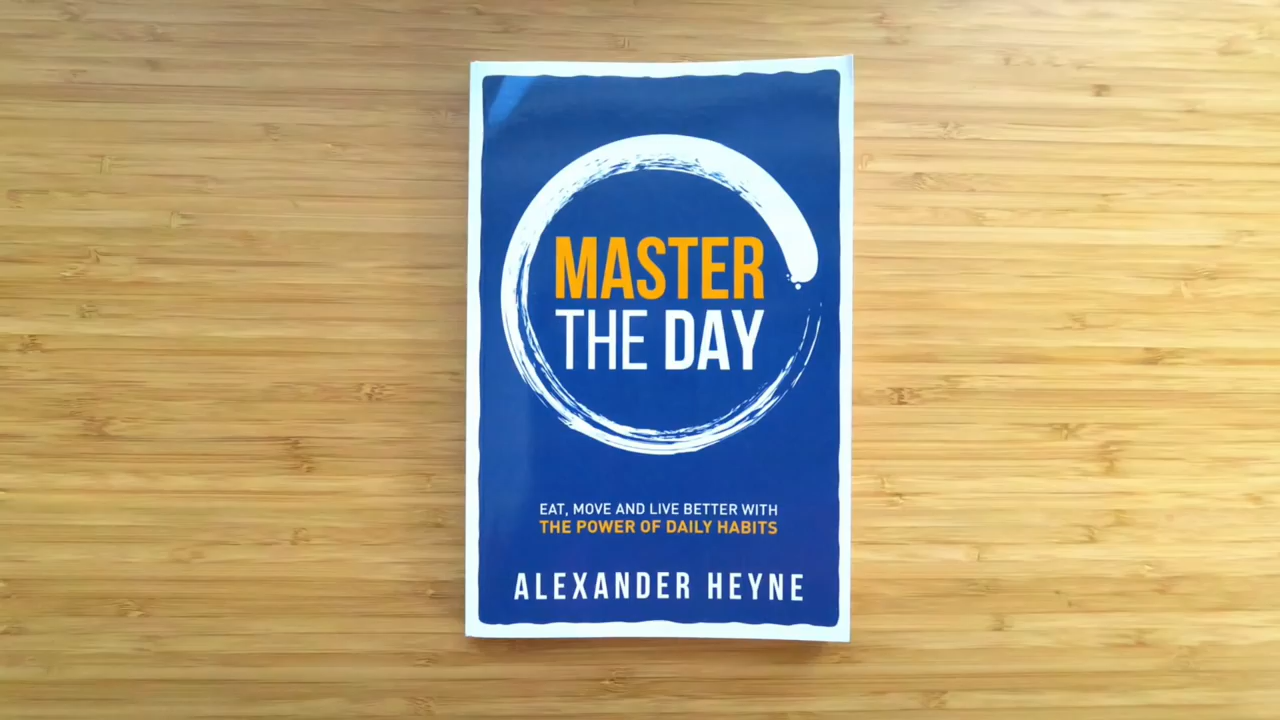 MASTER
THE DAY
EAT, MOVE AND LIVE BETTER WITH
THE POWER OF DAILY HABITS
ALEXANDER HEYNE